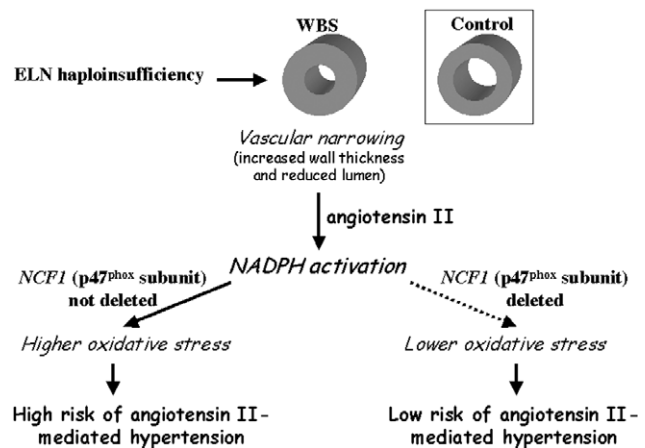 WBS
Control
ELN haploinsufficiency
Vascular narrowing
(increased wall thickness
and reduced lumen)
angiotensin II
NADPH activation
NCF1 (p47phox subunit)
not deleted
NCF1 (p47phox subunit)
deleted
Higher oxidative stress
Lower oxidative stress
High risk of angiotensin II-
mediated hypertension
Low risk of angiotensin II-
mediated hypertension